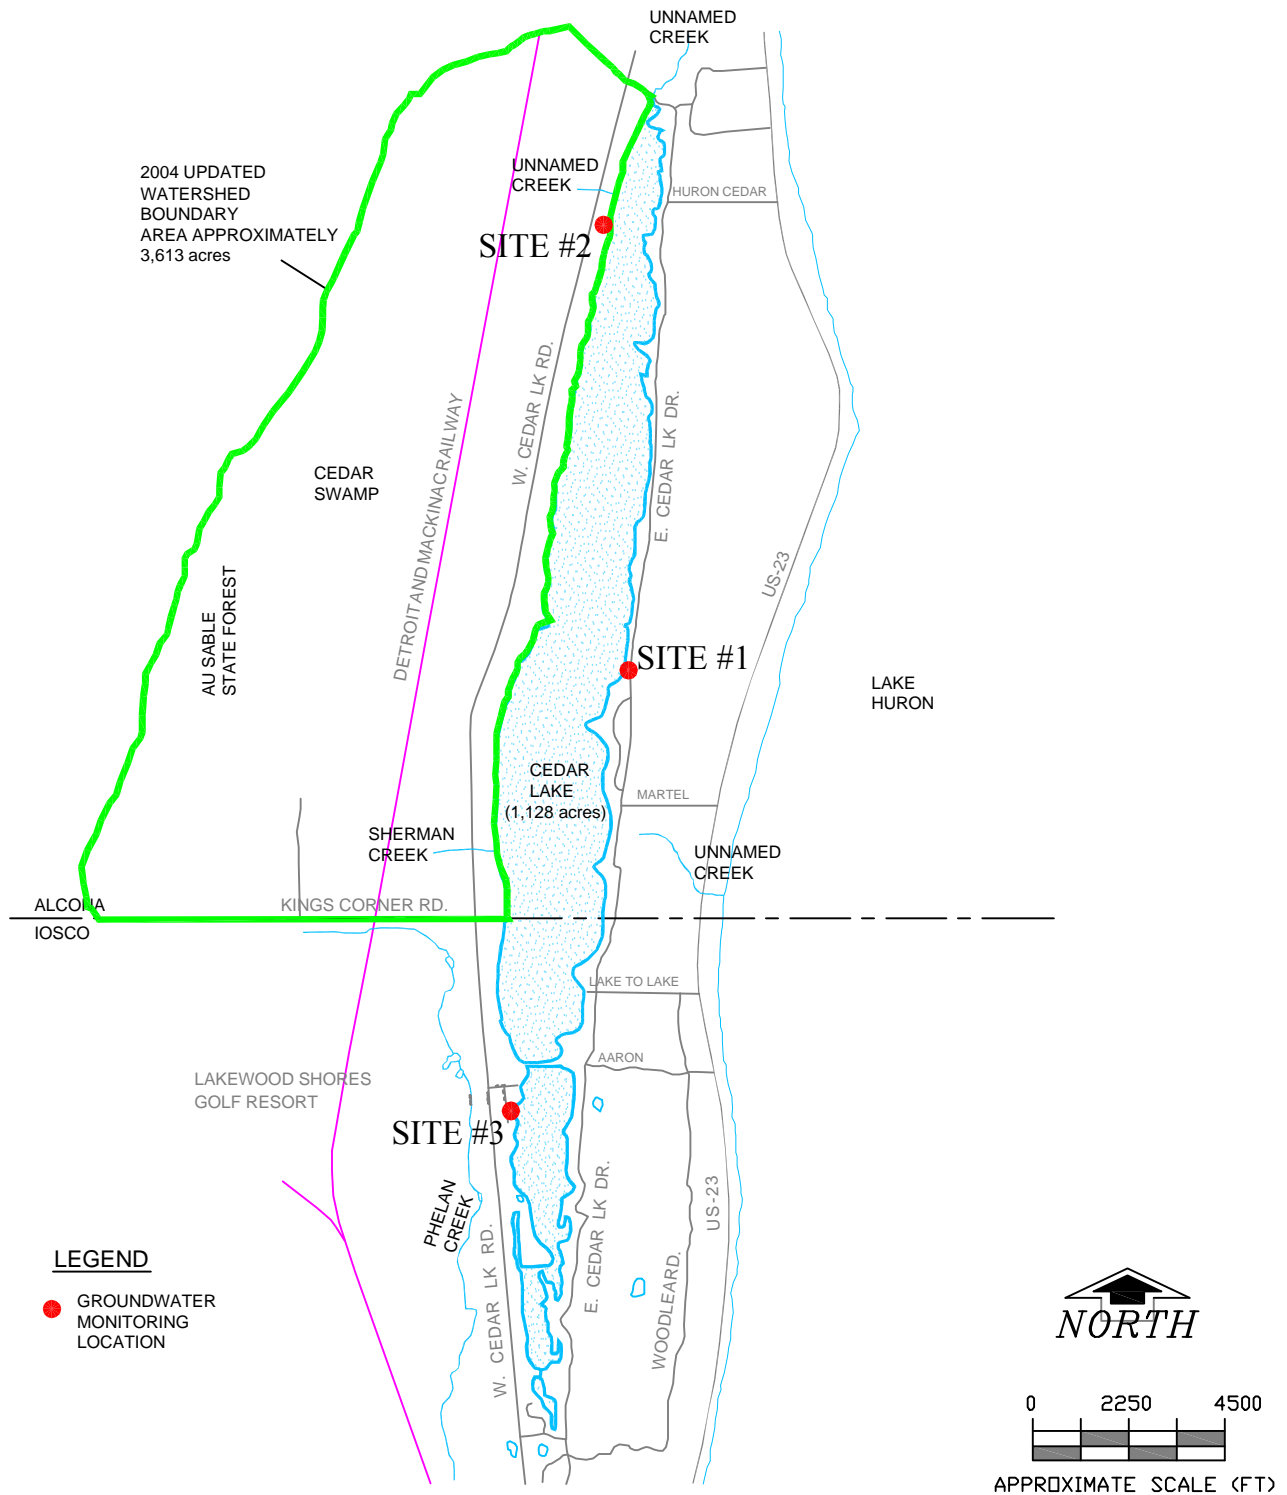 UNNAMED
CREEK
2004 UPDATED
WATERSHED
BOUNDARY
AREA APPROXIMATELY
3,613 acres
UNNAMED
CREEK
HURON CEDAR
SITE #2
W. CEDAR LK RD.
E. CEDAR LK DR.
CEDAR
SWAMP
DETROIT AND MACKINAC RAILWAY
US-23
AU SABLE
STATE FOREST
SITE #1
LAKE
HURON
CEDAR
LAKE
(1,128 acres)
MARTEL
SHERMAN
CREEK
UNNAMED
CREEK
ALCONA
KINGS CORNER RD.
IOSCO
LAKE TO LAKE
AARON
LAKEWOOD SHORES
GOLF RESORT
SITE #3
PHELAN
CREEK
W. CEDAR LK RD.
E. CEDAR LK DR.
WOODLEARD.
US-23
LEGEND
GROUNDWATER
MONITORING
LOCATION
NORTH
0 2250 4500
APPROXIMATE SCALE (FT)